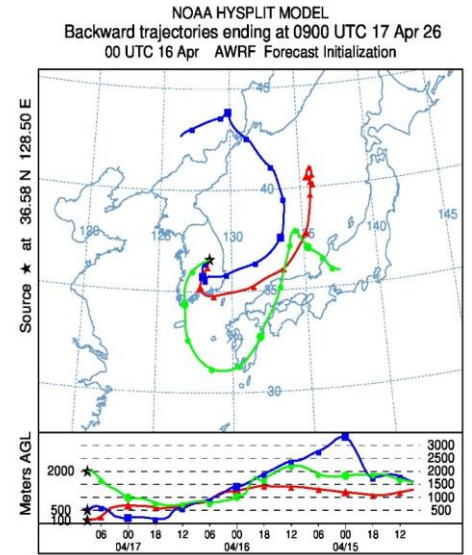 NOAA HYSPLIT MODEL
Backward trajectories ending at 0900 UTC 17 Apr 26
00 UTC 16 Apr AWRF Forecast Initialization
Source ★ at 36.58 N 128.50 E
45
40
145
120
125
130
135
140
35
30
Meters AGL
2000
500
100
3000
2500
2000
1500
1000
500
06 00 18 12 06 00 18 12 06 00 18 12
04/17 04/16 04/15